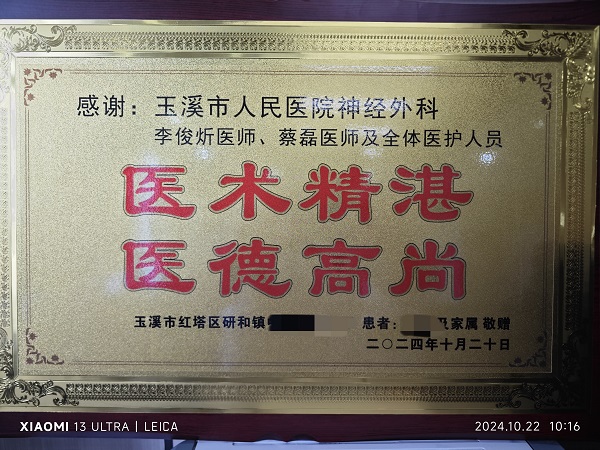 感谢：玉溪市人民医院神经外科
李俊炘医师、蔡磊医师及全体医护人员
医术精湛
医德高尚
玉溪市红塔区研和镇 患者： 及家属 敬赠
二〇二四年十月二十日
XIAOMI 13 ULTRA | LEICA 2024.10.22 10:16